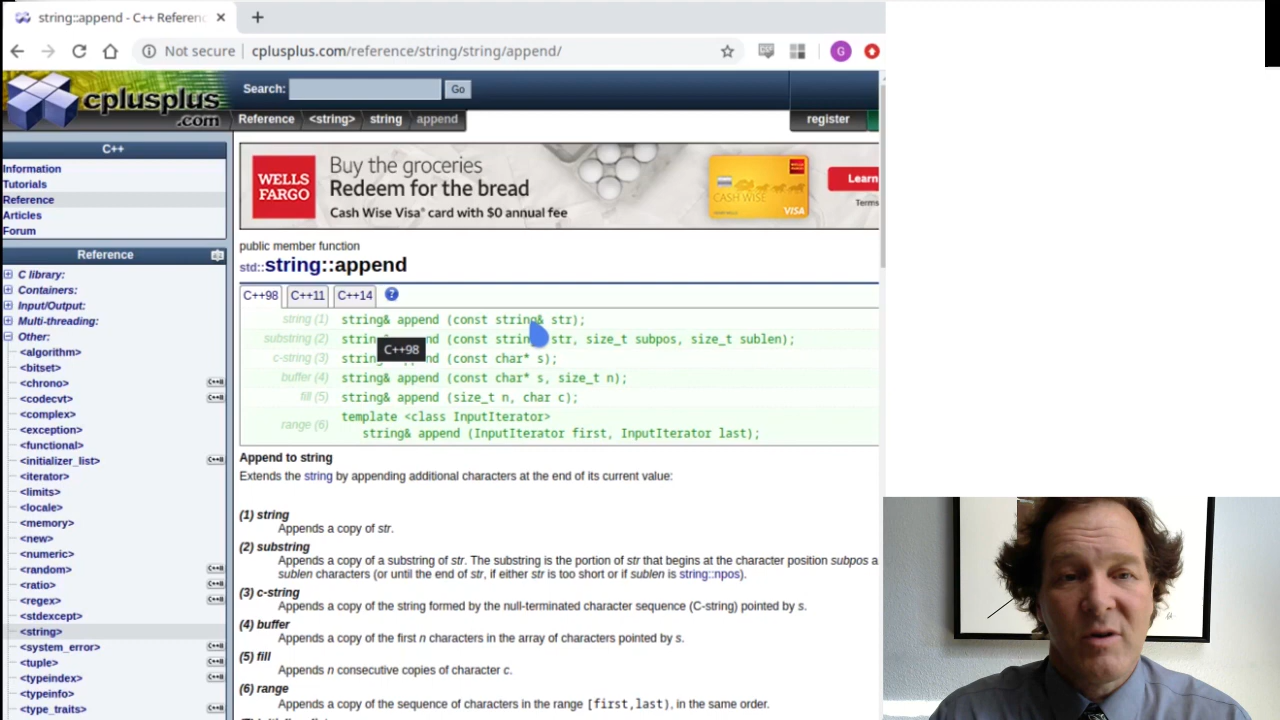 string::append - C++ Referenc
Not secure | cplusplus.com/reference/string/string/append/
G
cplusplus
.com
Search:
Go
Reference <string> string append
register
C++
Information
Tutorials
Reference
Articles
Forum
Reference
C library:
Containers:
Input/Output:
Multi-threading:
Other:
<algorithm>
<bitset>
<chrono>
<codecvt>
<complex>
<exception>
<functional>
<initializer_list>
<iterator>
<limits>
<locale>
<memory>
<new>
<numeric>
<random>
<ratio>
<regex>
<stdexcept>
<string>
<system_error>
<tuple>
<typeindex>
<typeinfo>
<type_traits>
WELLS
FARGO
Buy the groceries
Redeem for the bread
Cash Wise Visa® card with $0 annual fee
CASH WISE
VISA
Learn
Terms
public member function
std::string::append
C++98 C++11 C++14 ?
string (1) string& append (const string& str);
substring (2) strin nd (const strin str, size_t subpos, size_t sublen);
C++98
c-string (3) string nd (const char* s);
buffer (4) string& append (const char* s, size_t n);
fill (5) string& append (size_t n, char c);
range (6) template <class InputIterator>
string& append (InputIterator first, InputIterator last);
Append to string
Extends the string by appending additional characters at the end of its current value:
(1) string
Appends a copy of str.
(2) substring
Appends a copy of a substring of str. The substring is the portion of str that begins at the character position subpos a
sublen characters (or until the end of str, if either str is too short or if sublen is string::npos).
(3) c-string
Appends a copy of the string formed by the null-terminated character sequence (C-string) pointed by s.
(4) buffer
Appends a copy of the first n characters in the array of characters pointed by s.
(5) fill
Appends n consecutive copies of character c.
(6) range
Appends a copy of the sequence of characters in the range [first,last), in the same order.